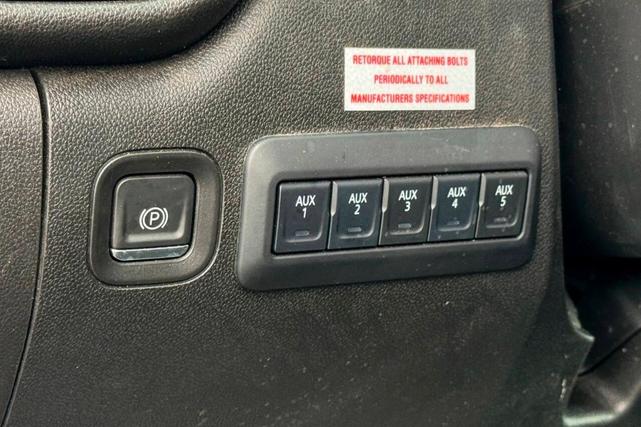 RETORQUE ALL ATTACHING BOLTS
PERIODICALLY TO ALL
MANUFACTURERS SPECIFICATIONS
P
AUX
1
AUX
2
AUX
3
AUX
4
AUX
5